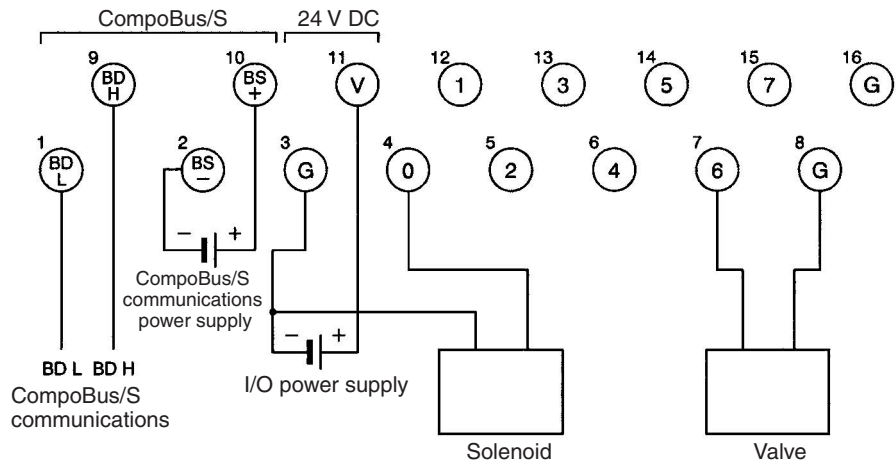 CompoBus/S 24 V DC
9 10 11 12 13 14 15 16
BD H BS + V 1 3 5 7 G
1 2 3 4 5 6 7 8
BD L BS – G 0 2 4 6 G
– +
CompoBus/S
communications
power supply
– +
BD L BD H
I/O power supply
CompoBus/S
communications
Solenoid Valve